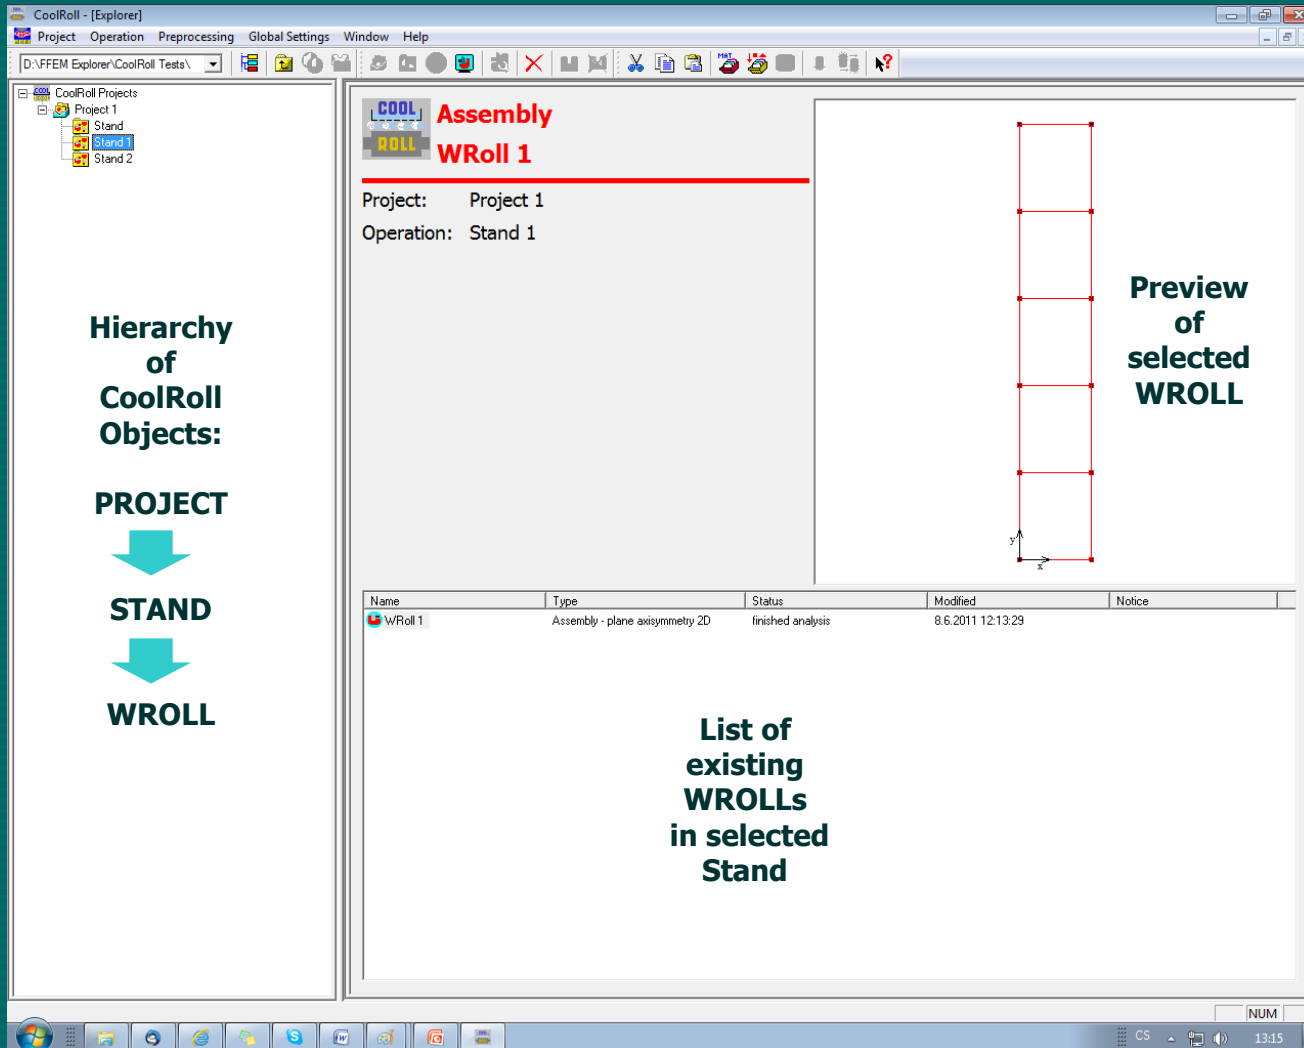 CoolRoll - [Explorer]
Project Operation Preprocessing Global Settings Window Help
D:\FFEM Explorer\CoolRoll Tests\
MAT
CoolRoll Projects
Project 1
Stand
Stand 1
Stand 2
Hierarchy
of
CoolRoll
Objects:
PROJECT
STAND
WROLL
COOL
ROLL
Assembly
WRoll 1
Project: Project 1
Operation: Stand 1
Preview
of
selected
WROLL
y
x
Name Type Status Modified Notice
WRoll 1 Assembly - plane axisymmetry 2D finished analysis 8.6.2011 12:13:29
List of
existing
WROLLs
in selected
Stand
NUM
CS 13:15